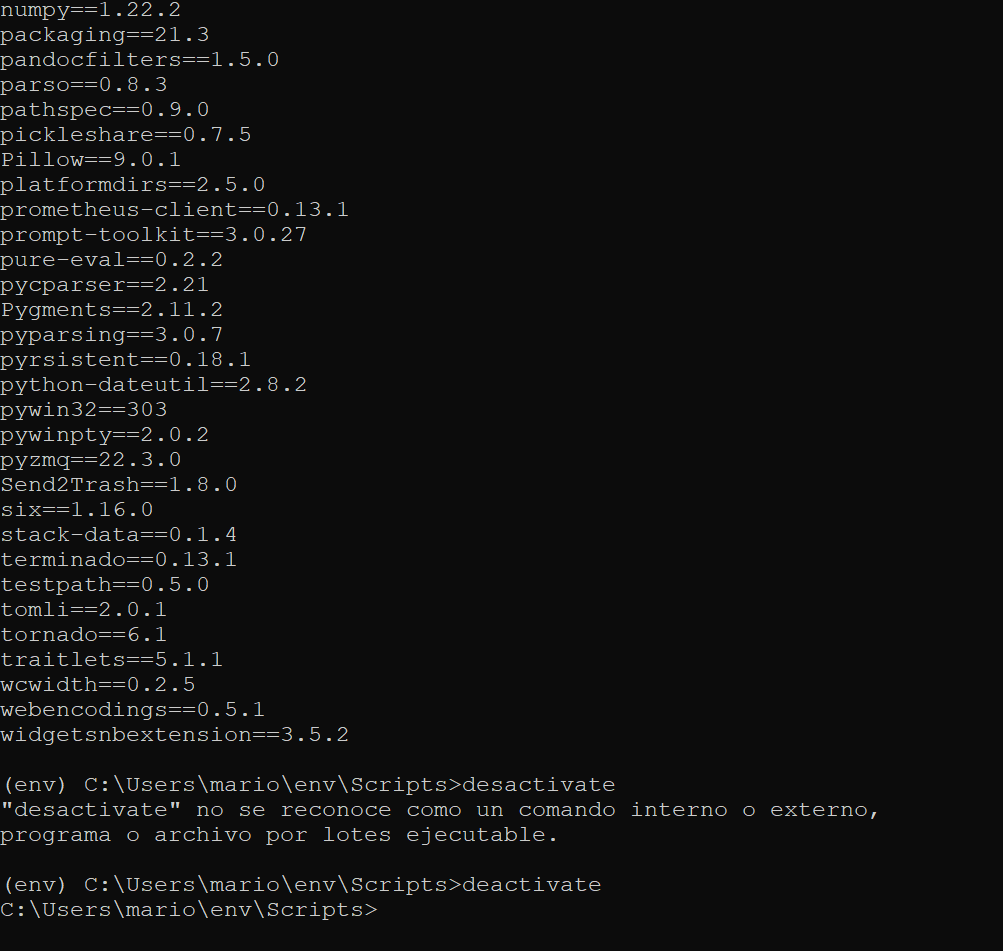 numpy==1.22.2
packaging==21.3
pandocfilters==1.5.0
parso==0.8.3
pathspec==0.9.0
pickleshare==0.7.5
Pillow==9.0.1
platformdirs==2.5.0
prometheus-client==0.13.1
prompt-toolkit==3.0.27
pure-eval==0.2.2
pycparser==2.21
Pygments==2.11.2
pyparsing==3.0.7
pyrsistent==0.18.1
python-dateutil==2.8.2
pywin32==303
pywinpty==2.0.2
pyzmq==22.3.0
Send2Trash==1.8.0
six==1.16.0
stack-data==0.1.4
terminado==0.13.1
testpath==0.5.0
tomli==2.0.1
tornado==6.1
traitlets==5.1.1
wcwidth==0.2.5
webencodings==0.5.1
widgetsnbextension==3.5.2
(env) C:\Users\mario\env\Scripts>desactivate
"desactivate" no se reconoce como un comando interno o externo,
programa o archivo por lotes ejecutable.
(env) C:\Users\mario\env\Scripts>deactivate
C:\Users\mario\env\Scripts>